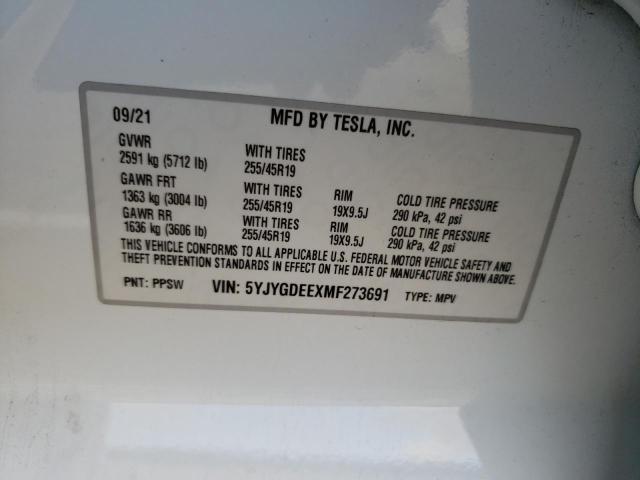 09/21 MFD BY TESLA, INC.
GVWR
2591 kg (5712 lb) WITH TIRES 255/45R19
GAWR FRT
1363 kg (3004 lb) WITH TIRES 255/45R19 RIM 19X9.5J COLD TIRE PRESSURE 290 kPa, 42 psi
GAWR RR
1636 kg (3606 lb) WITH TIRES 255/45R19 RIM 19X9.5J COLD TIRE PRESSURE 290 kPa, 42 psi
THIS VEHICLE CONFORMS TO ALL APPLICABLE U.S. FEDERAL MOTOR VEHICLE SAFETY AND
THEFT PREVENTION STANDARDS IN EFFECT ON THE DATE OF MANUFACTURE SHOWN ABOVE.
PNT: PPSW VIN: 5YJYGDEEXMF273691 TYPE: MPV